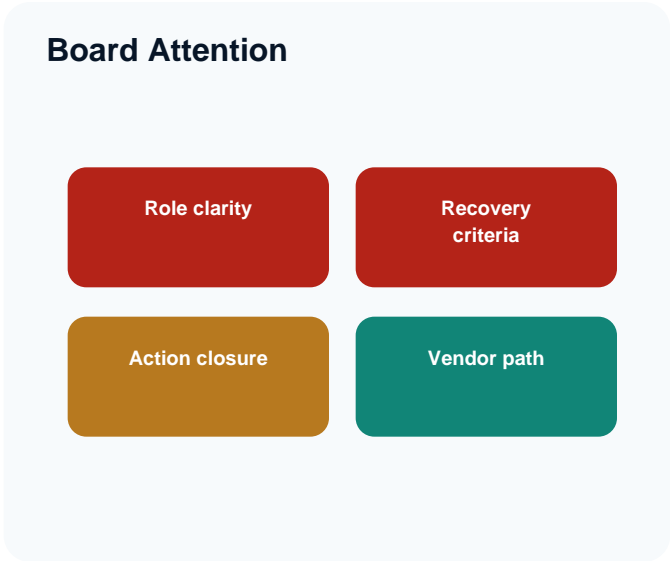 Board Attention
Role clarity
Recovery
criteria
Action closure
Vendor path